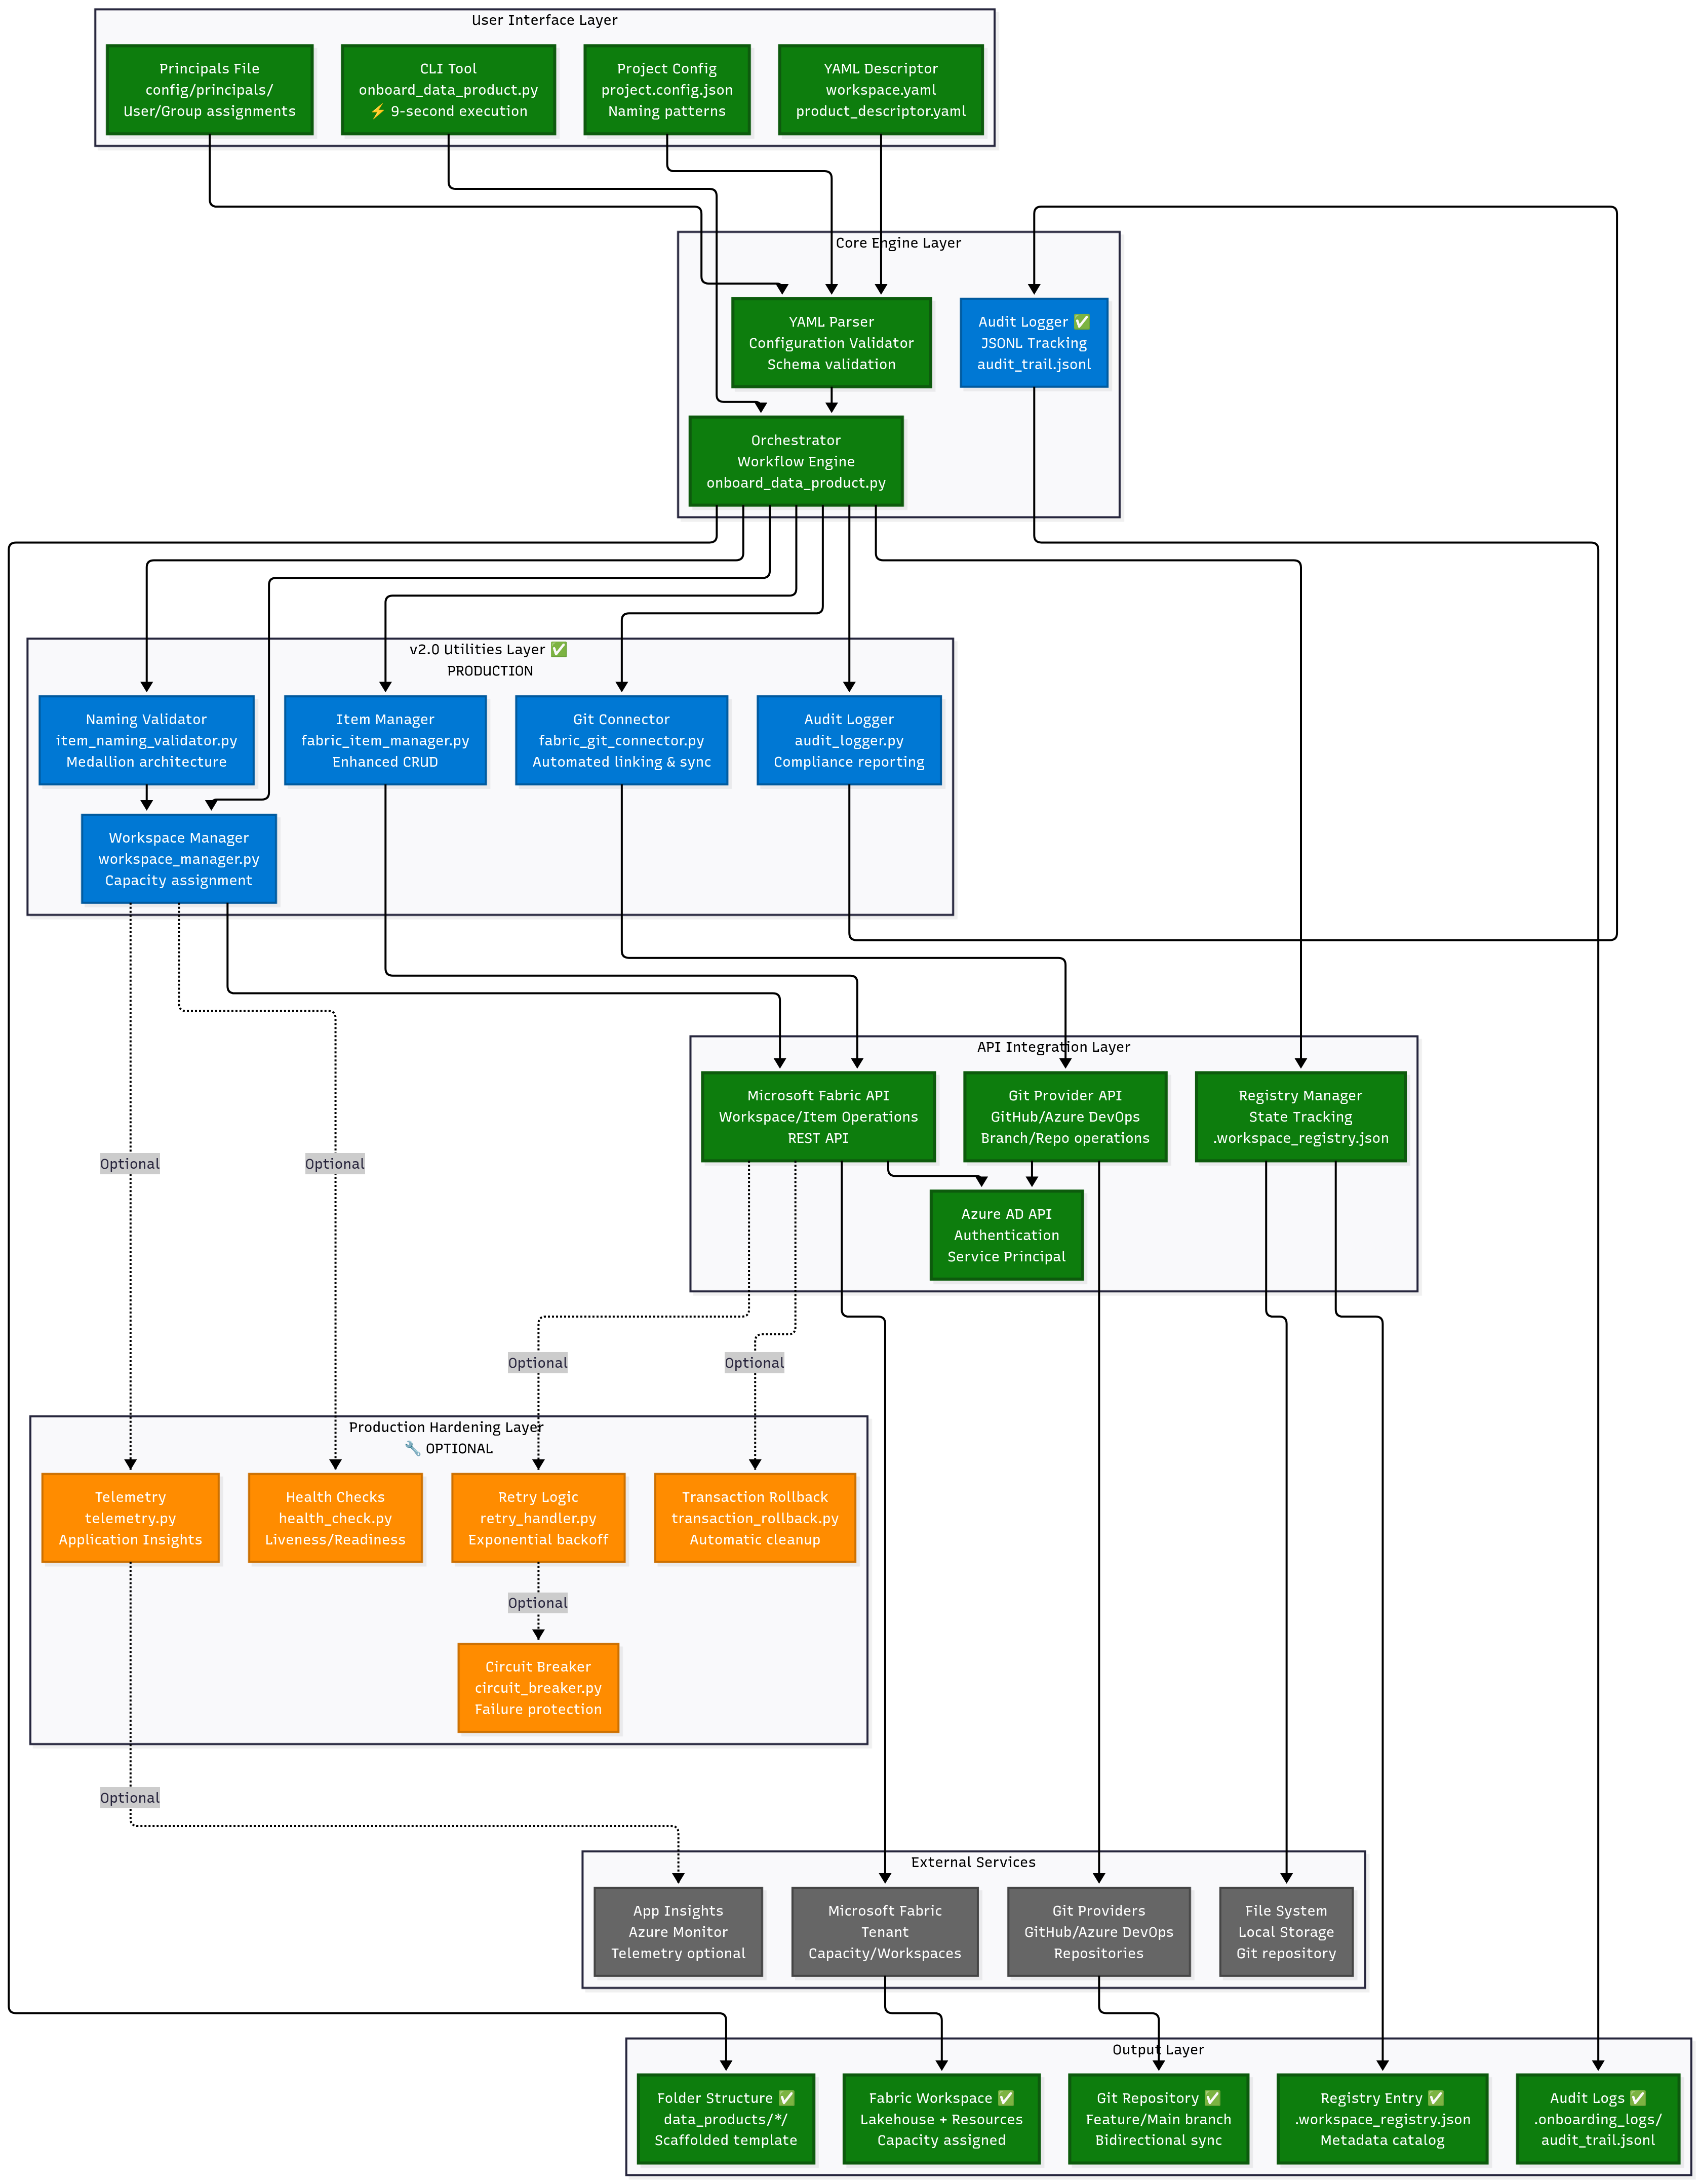 User Interface Layer
Principals File
config/principals/
User/Group assignments
CLI Tool
onboard_data_product.py
⚡ 9-second execution
Project Config
project.config.json
Naming patterns
YAML Descriptor
workspace.yaml
product_descriptor.yaml
Core Engine Layer
YAML Parser
Configuration Validator
Schema validation
Audit Logger ✅
JSONL Tracking
audit_trail.jsonl
Orchestrator
Workflow Engine
onboard_data_product.py
v2.0 Utilities Layer ✅
PRODUCTION
Naming Validator
item_naming_validator.py
Medallion architecture
Item Manager
fabric_item_manager.py
Enhanced CRUD
Git Connector
fabric_git_connector.py
Automated linking & sync
Audit Logger
audit_logger.py
Compliance reporting
Workspace Manager
workspace_manager.py
Capacity assignment
API Integration Layer
Microsoft Fabric API
Workspace/Item Operations
REST API
Git Provider API
GitHub/Azure DevOps
Branch/Repo operations
Registry Manager
State Tracking
.workspace_registry.json
Optional
Optional
Azure AD API
Authentication
Service Principal
Optional
Optional
Production Hardening Layer
🔧 OPTIONAL
Telemetry
telemetry.py
Application Insights
Health Checks
health_check.py
Liveness/Readiness
Retry Logic
retry_handler.py
Exponential backoff
Transaction Rollback
transaction_rollback.py
Automatic cleanup
Optional
Circuit Breaker
circuit_breaker.py
Failure protection
Optional
External Services
App Insights
Azure Monitor
Telemetry optional
Microsoft Fabric
Tenant
Capacity/Workspaces
Git Providers
GitHub/Azure DevOps
Repositories
File System
Local Storage
Git repository
Output Layer
Folder Structure ✅
data_products/*/
Scaffolded template
Fabric Workspace ✅
Lakehouse + Resources
Capacity assigned
Git Repository ✅
Feature/Main branch
Bidirectional sync
Registry Entry ✅
.workspace_registry.json
Metadata catalog
Audit Logs ✅
.onboarding_logs/
audit_trail.jsonl